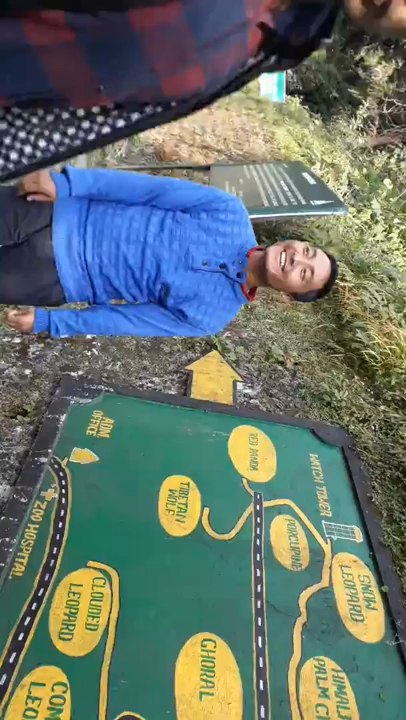 ADM
OFFICE
ZOO HOSPITAL
RED PANDA
WATCH TOWER
TIBETAN
WOLF
PORCUPINE
SNOW
LEOPARD
CLOUDED
LEOPARD
GHORAL
HIMALA
PALM C
COM
LEO